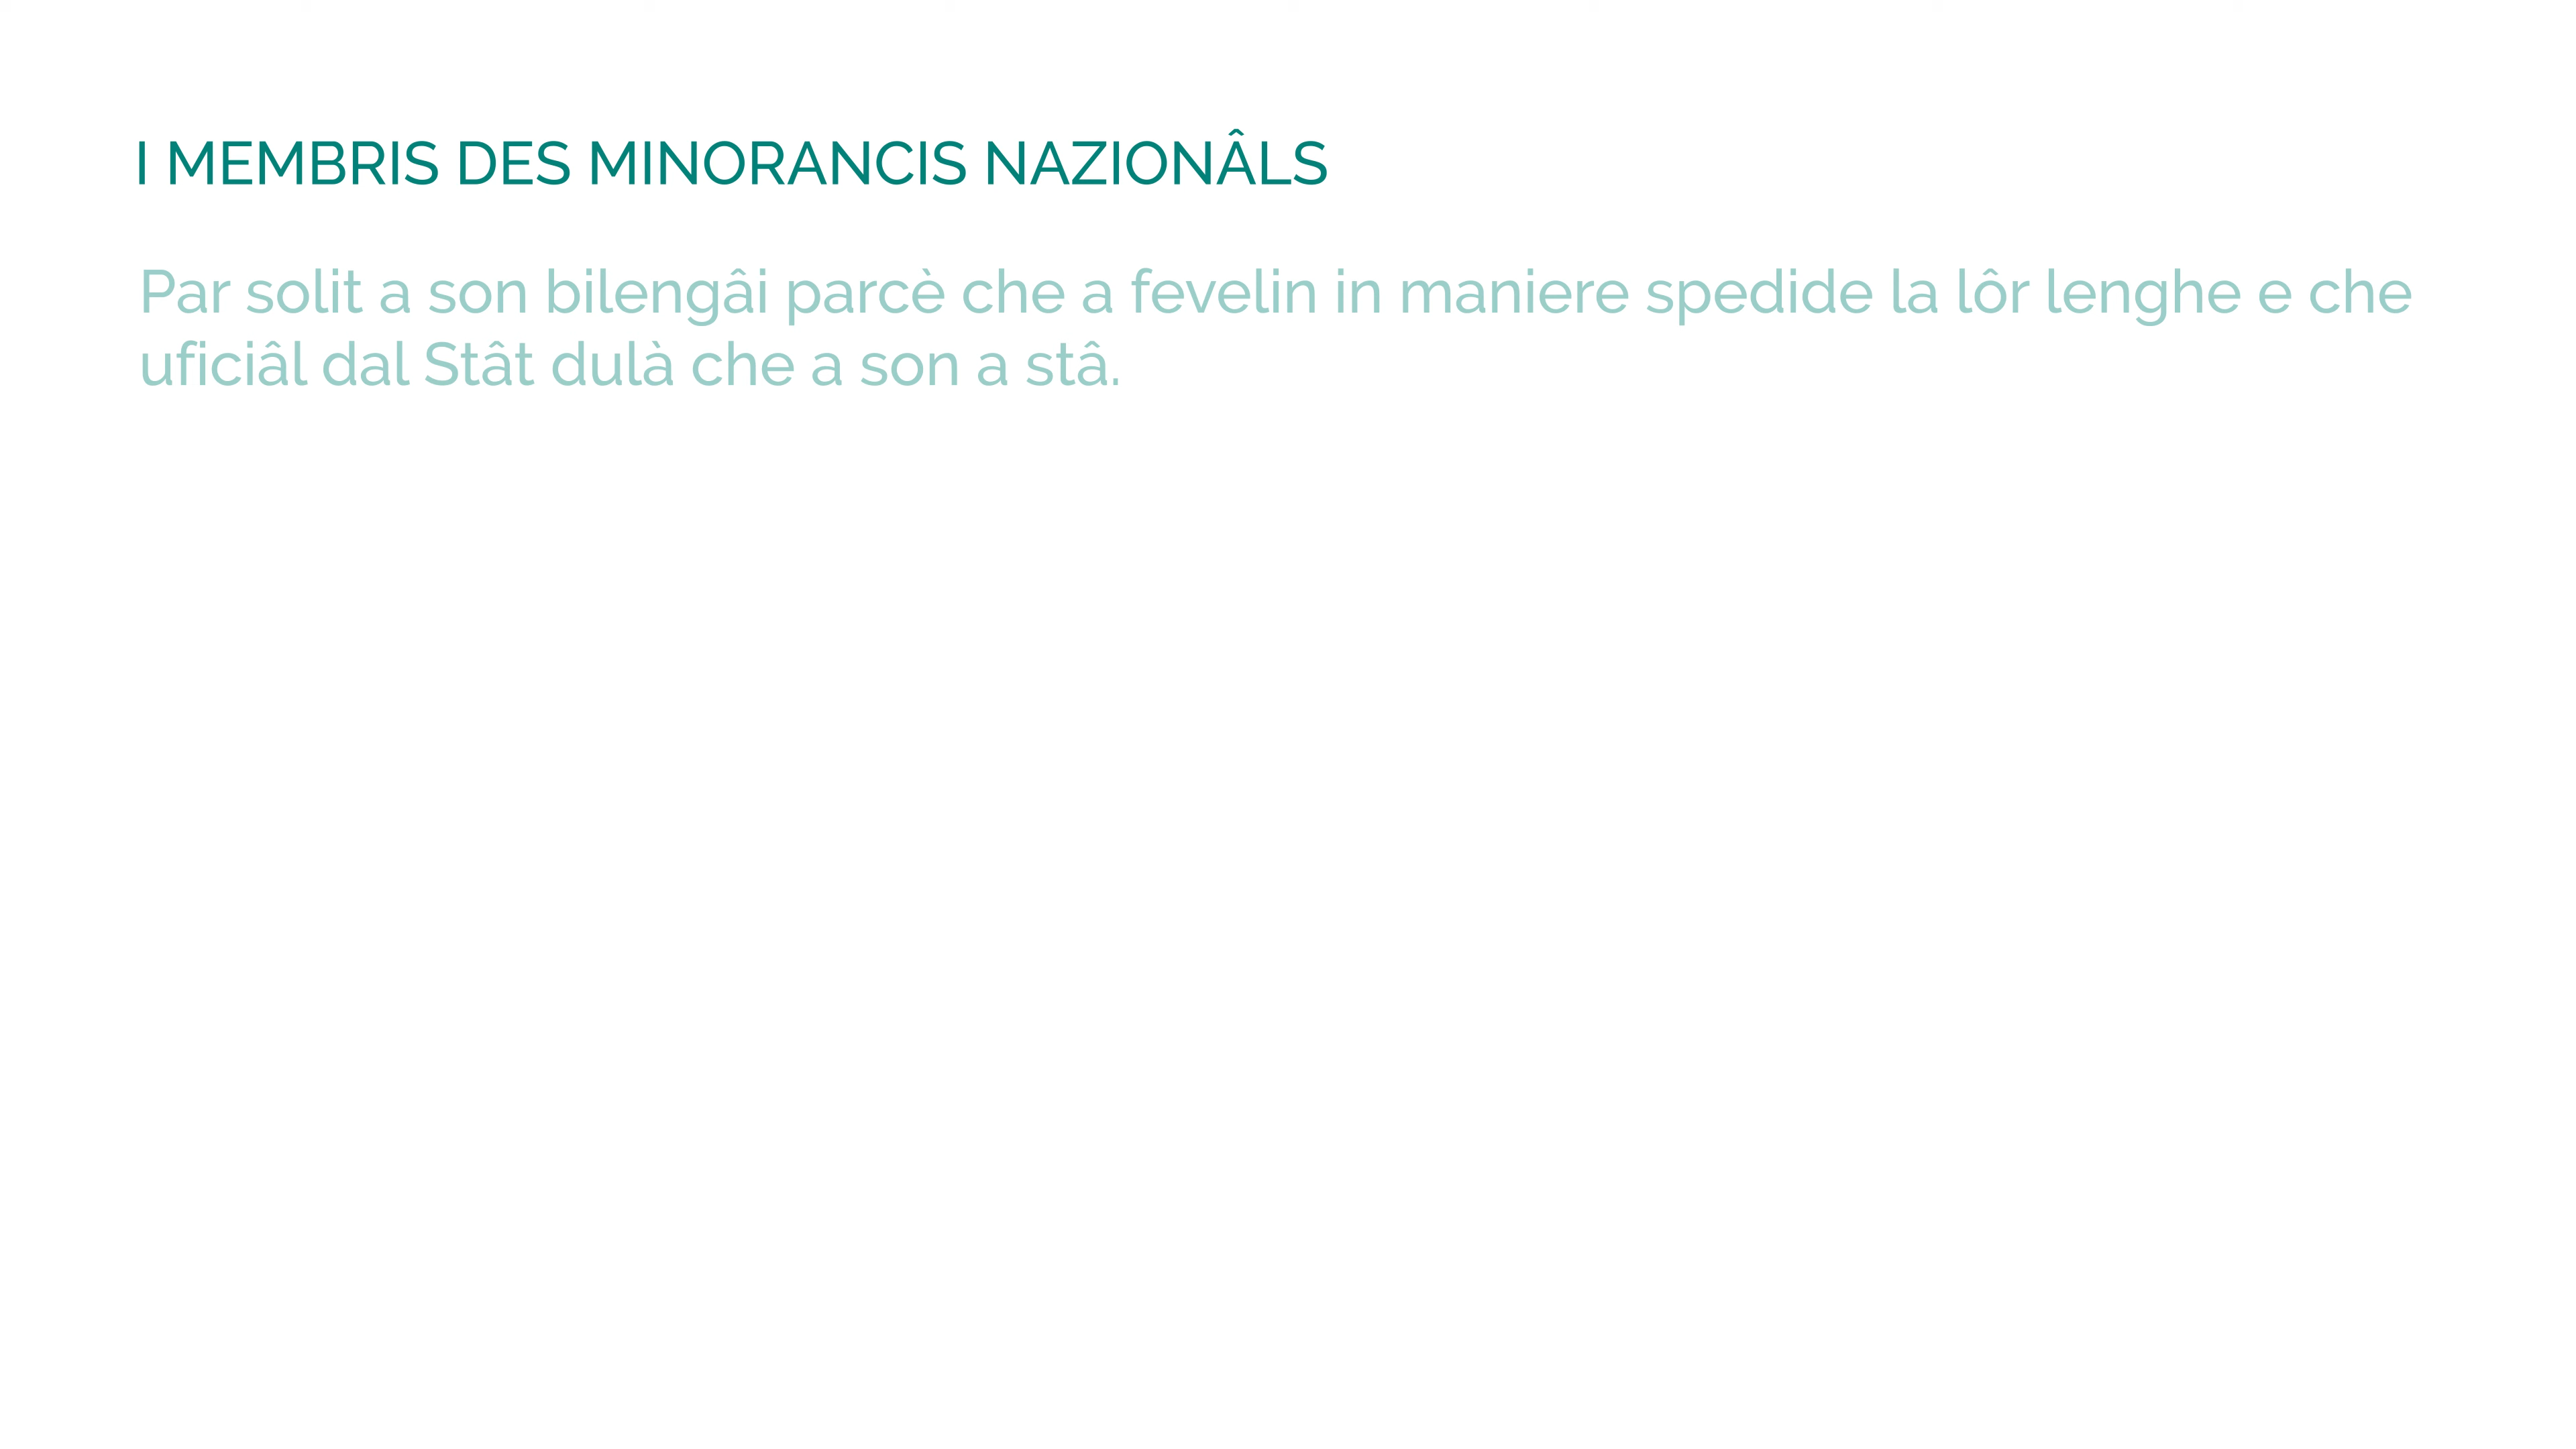 I MEMBRIS DES MINORANCIS NAZIONÂLS
Par solit a son bilengâi parcè che a fevelin in maniere spedide la lôr lenghe e che
uficiâl dal Stât dulà che a son a stâ.